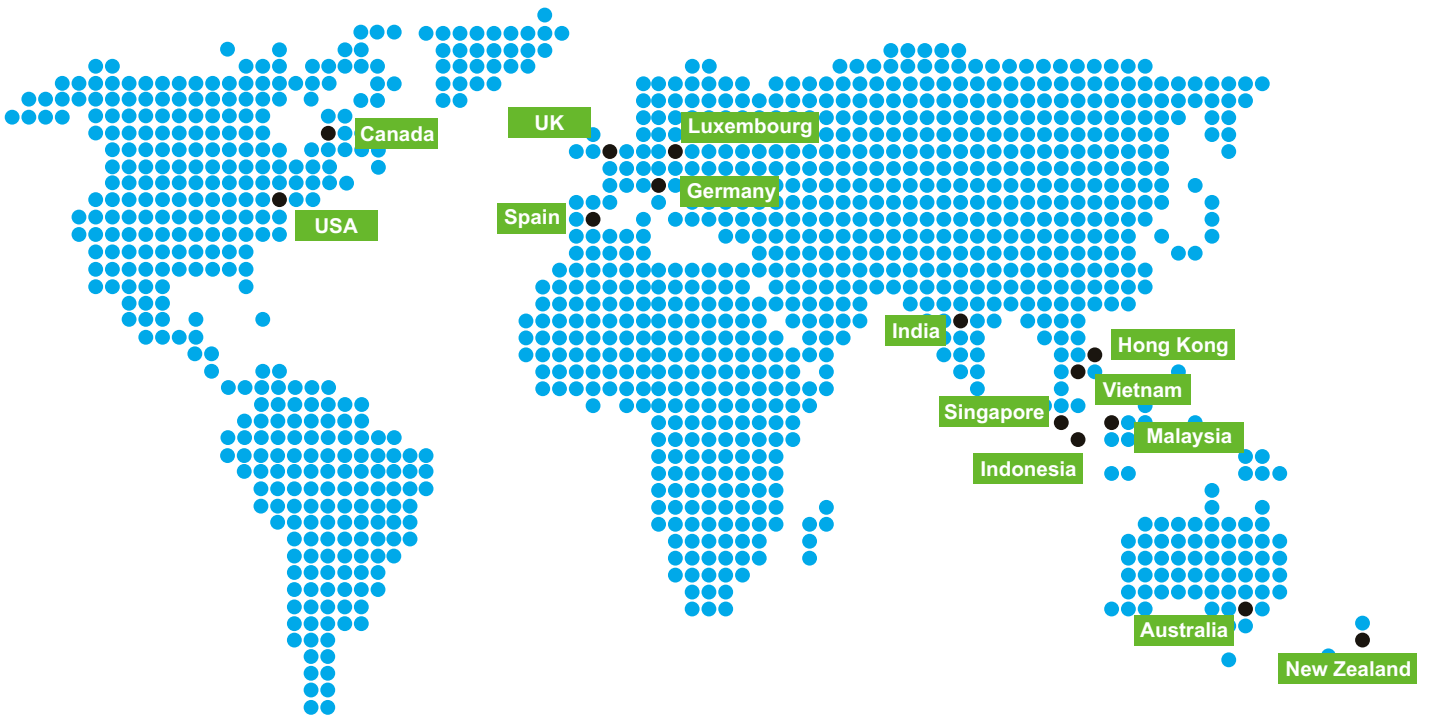 UK
Luxembourg
Canada
Germany
Spain
USA
India
Hong Kong
Vietnam
Singapore
Malaysia
Indonesia
Australia
New Zealand